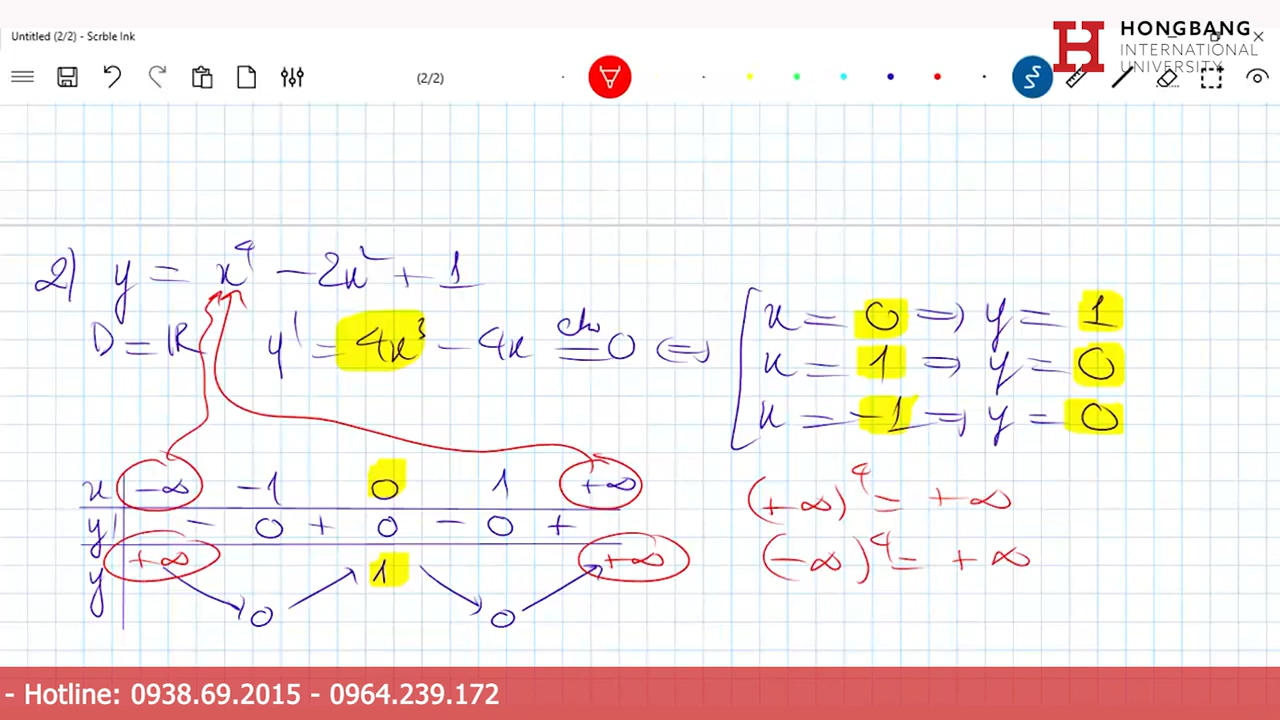 Untitled (2/2) - Scrble Ink
HONGBANG
INTERNATIONAL
UNIVERSITY
(2/2)
2) y = x⁴ - 2x² + 1
D = ℝ y' = 4x³ - 4x = 0 ⇔
cho
x = 0 ⇒ y = 1
x = 1 ⇒ y = 0
x = -1 ⇒ y = 0
x -∞ -1 0 1 +∞
y' - 0 + 0 - 0 +
y +∞ 0 1 0 +∞
(+∞)⁴ = +∞
(-∞)⁴ = +∞
- Hotline: 0938.69.2015 - 0964.239.172